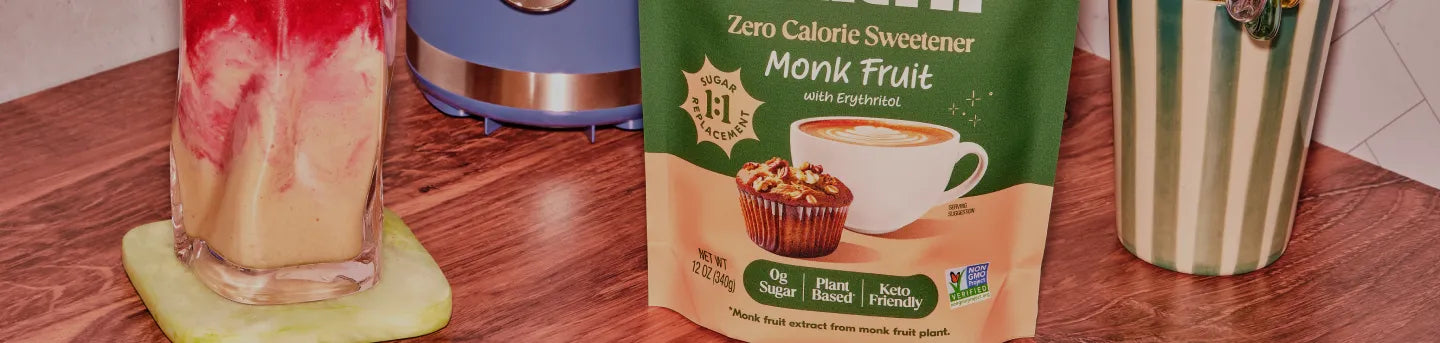 Zero Calorie Sweetener
Monk Fruit
with Erythritol
SUGAR
1:1
REPLACEMENT
SERVING
SUGGESTION
NET WT
12 OZ (340g)
0g
Sugar
Plant
Based*
Keto
Friendly
NON
GMO
Project
VERIFIED
*Monk fruit extract from monk fruit plant.